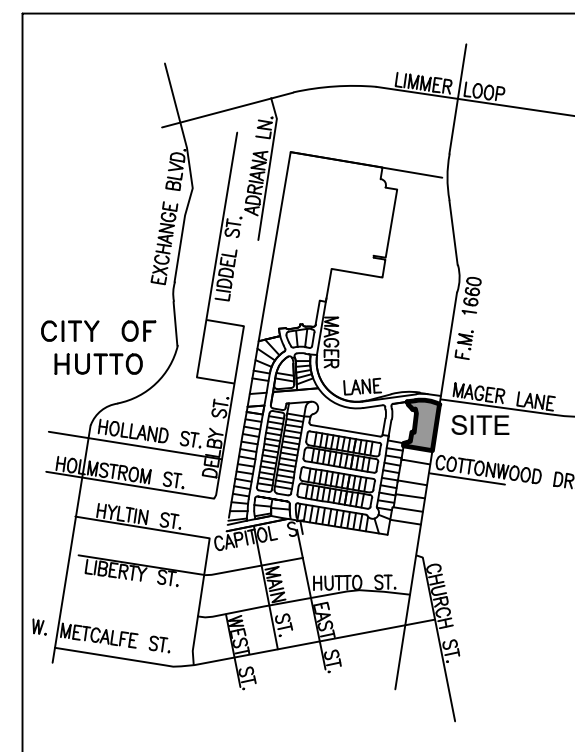 LIMMER LOOP
EXCHANGE BLVD.
ADRIANA LN.
LIDDEL ST.
F.M. 1660
CITY OF
HUTTO
MAGER
LANE
MAGER LANE
SITE
DELBY ST.
HOLLAND ST.
COTTONWOOD DR
HOLMSTROM ST.
HYLTIN ST.
CAPITOL ST
LIBERTY ST.
MAIN ST.
HUTTO ST.
CHURCH ST.
W. METCALFE ST.
WEST ST.
EAST ST.